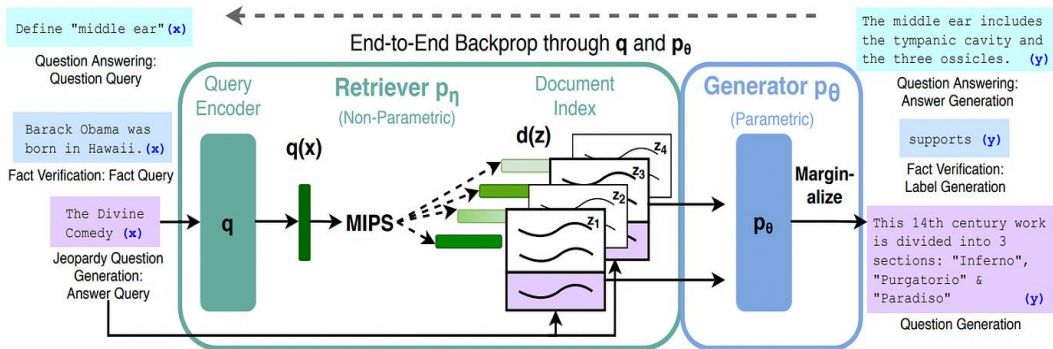 Define "middle ear" (x)
Question Answering:
Question Query
Barack Obama was
born in Hawaii. (x)
Fact Verification: Fact Query
The Divine
Comedy (x)
Jeopardy Question
Generation:
Answer Query
End-to-End Backprop through q and pθ
Query
Encoder
q
q(x)
Retriever pη
(Non-Parametric)
MIPS
Document
Index
d(z)
z4
z3
z2
z1
Generator pθ
(Parametric)
pθ
Margin-
alize
The middle ear includes
the tympanic cavity and
the three ossicles. (y)
Question Answering:
Answer Generation
supports (y)
Fact Verification:
Label Generation
This 14th century work
is divided into 3
sections: "Inferno",
"Purgatorio" &
"Paradiso" (y)
Question Generation